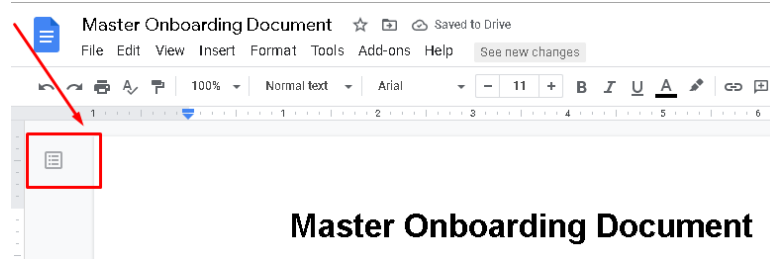 Master Onboarding Document Saved to Drive
File Edit View Insert Format Tools Add-ons Help See new changes
100% Normal text Arial - 11 + B I U A
1 1 2 3 4 5 6
Master Onboarding Document